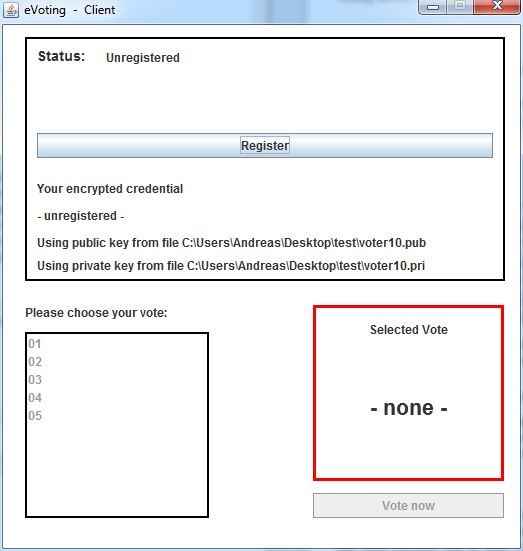 eVoting - Client
Status: Unregistered
Register
Your encrypted credential
- unregistered -
Using public key from file C:\Users\Andreas\Desktop\test\voter10.pub
Using private key from file C:\Users\Andreas\Desktop\test\voter10.pri
Please choose your vote:
01
02
03
04
05
Selected Vote
- none -
Vote now